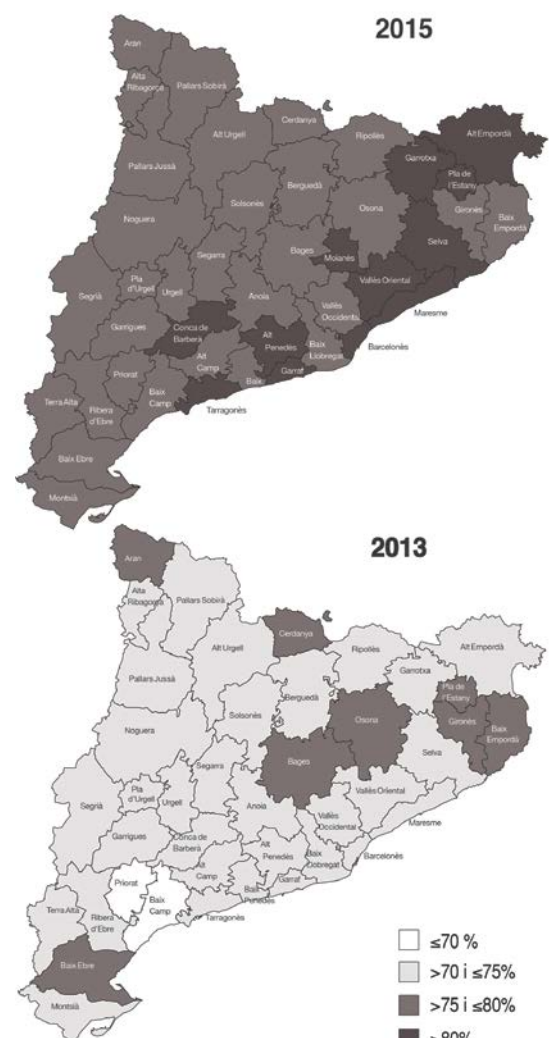 2015
Aran
Alta
Ribagorça
Pallars Sobirà
Cerdanya
Alt Urgell
Ripollès
Alt Empordà
Garrotxa
Pla de
l'Estany
Pallars Jussà
Berguedà
Solsonès
Osona
Gironès
Baix
Empordà
Noguera
Selva
Segarra
Bages
Moianès
Vallès Oriental
Pla
d'Urgell
Urgell
Segrià
Anoia
Vallès
Occidental
Maresme
Garrigues
Conca de
Barberà
Alt
Penedès
Baix
Llobregat
Barcelonès
Alt
Camp
Priorat
Garraf
Baix
Baix
Camp
Tarragonès
Terra Alta
Ribera
d'Ebre
Baix Ebre
Montsià
2013
Aran
Alta
Ribagorça
Pallars Sobirà
Cerdanya
Alt Urgell
Ripollès
Alt Empordà
Garrotxa
Pla de
l'Estany
Pallars Jussà
Berguedà
Solsonès
Osona
Gironès
Baix
Empordà
Noguera
Selva
Segarra
Bages
Vallès Oriental
Pla
d'Urgell
Urgell
Segrià
Anoia
Vallès
Occidental
Maresme
Garrigues
Conca de
Barberà
Alt
Penedès
Baix
Llobregat
Barcelonès
Alt
Camp
Priorat
Garraf
Baix
Penedès
Baix
Camp
Tarragonès
Terra Alta
Ribera
d'Ebre
Baix Ebre
Montsià
≤70 %
>70 i ≤75%
>75 i ≤80%
>80%